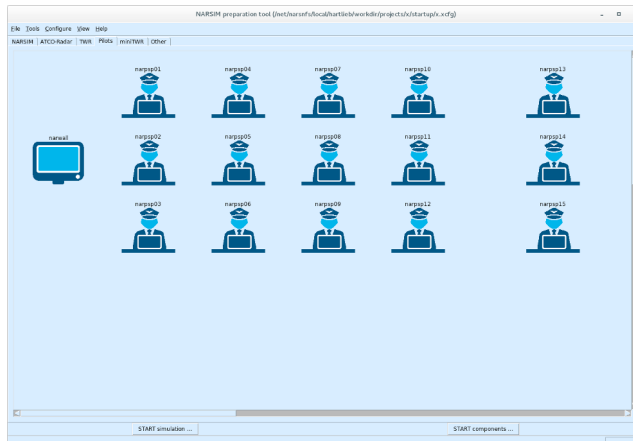 NARSIM preparation tool (/net/narsnfs/local/hartlieb/workdir/projects/x/startup/x.xcfg)
File Tools Configure View Help
NARSIM ATCO-Radar TWR Pilots miniTWR Other
narpsp01 narpsp04 narpsp07 narpsp10 narpsp13
narwall narpsp02 narpsp05 narpsp08 narpsp11 narpsp14
narpsp03 narpsp06 narpsp09 narpsp12 narpsp15
START simulation ... START components ...